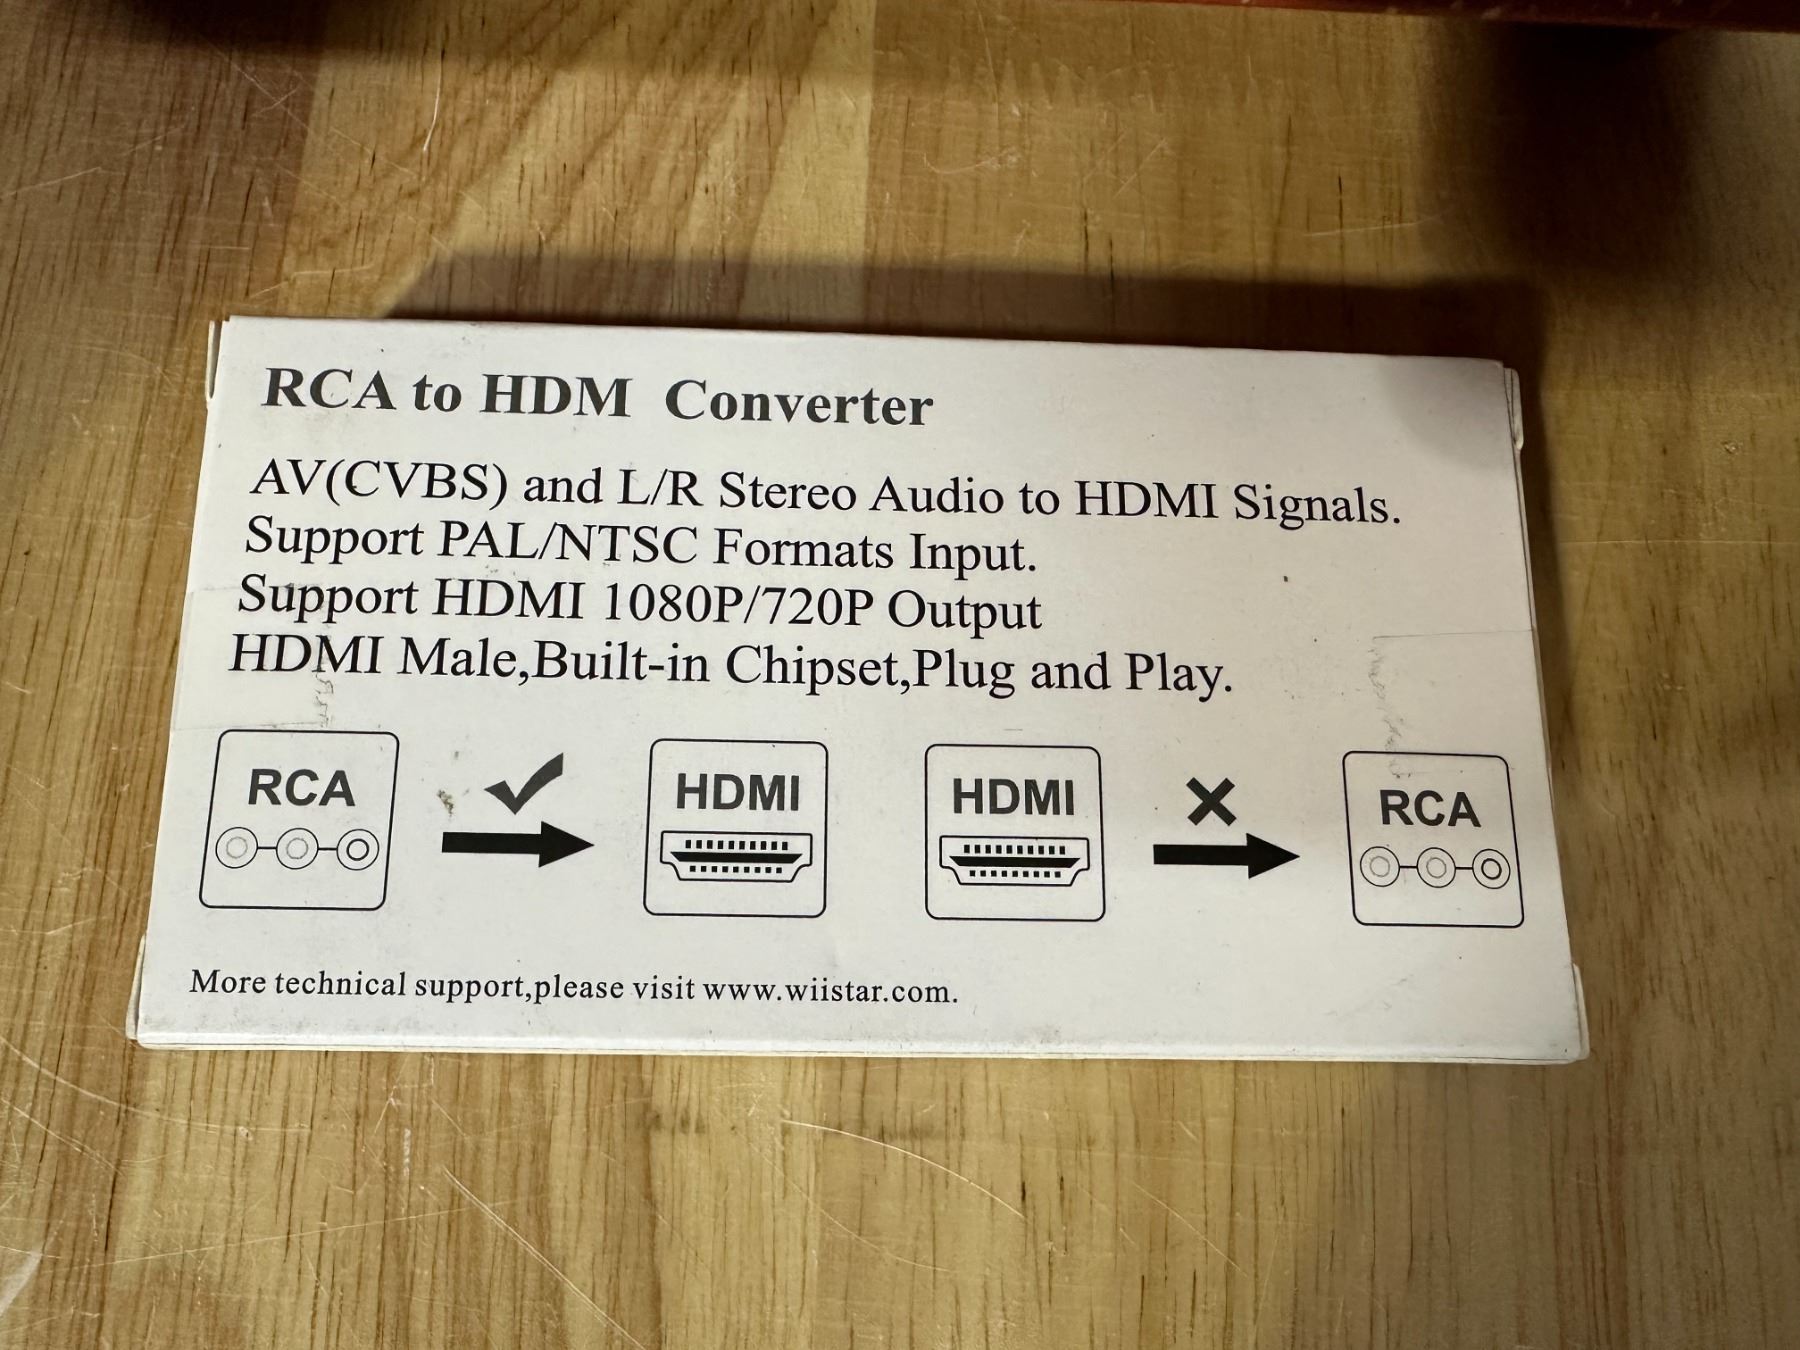 RCA to HDM Converter
AV(CVBS) and L/R Stereo Audio to HDMI Signals.
Support PAL/NTSC Formats Input.
Support HDMI 1080P/720P Output
HDMI Male,Built-in Chipset,Plug and Play.
RCA HDMI HDMI RCA
More technical support,please visit www.wiistar.com.